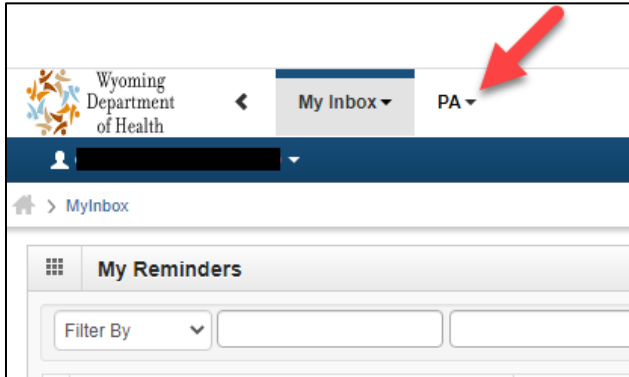 Wyoming
Department
of Health
My Inbox
PA
MyInbox
My Reminders
Filter By